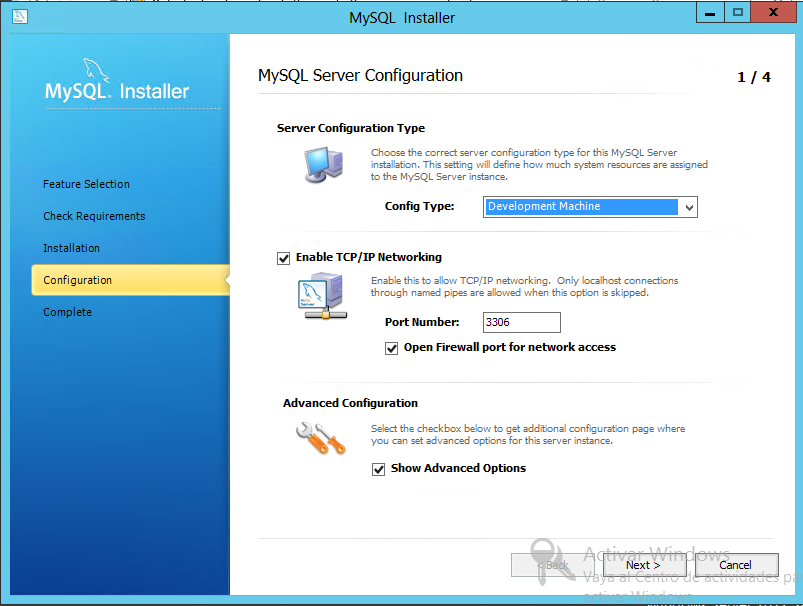 MySQL Installer
MySQL Installer
Feature Selection
Check Requirements
Installation
Configuration
Complete
MySQL Server Configuration
1 / 4
Server Configuration Type
Choose the correct server configuration type for this MySQL Server
installation. This setting will define how much system resources are assigned
to the MySQL Server instance.
Config Type:
Development Machine
Enable TCP/IP Networking
Enable this to allow TCP/IP networking. Only localhost connections
through named pipes are allowed when this option is skipped.
Port Number:
3306
Open Firewall port for network access
Advanced Configuration
Select the checkbox below to get additional configuration page where
you can set advanced options for this server instance.
Show Advanced Options
< Back
Next >
Cancel
Activar Windows
Vaya al Centro de actividades pa
activar Windows